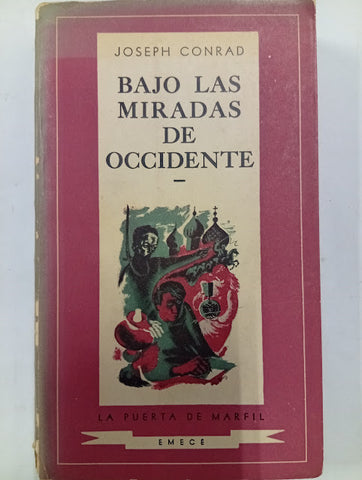 JOSEPH CONRAD
BAJO LAS
MIRADAS
DE
OCCIDENTE
LA PUERTA DE MARFIL
EMECÉ